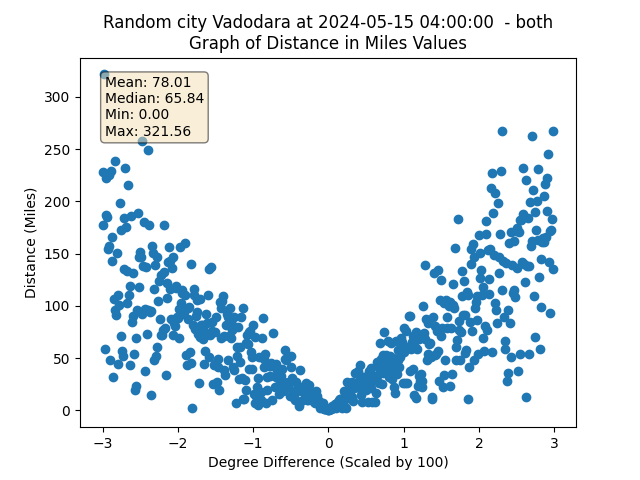 Random city Vadodara at 2024-05-15 04:00:00  - both
Graph of Distance in Miles Values
Mean: 78.01
Median: 65.84
Min: 0.00
Max: 321.56
300
250
200
150
100
50
0
Distance (Miles)
−3
−2
−1
0
1
2
3
Degree Difference (Scaled by 100)